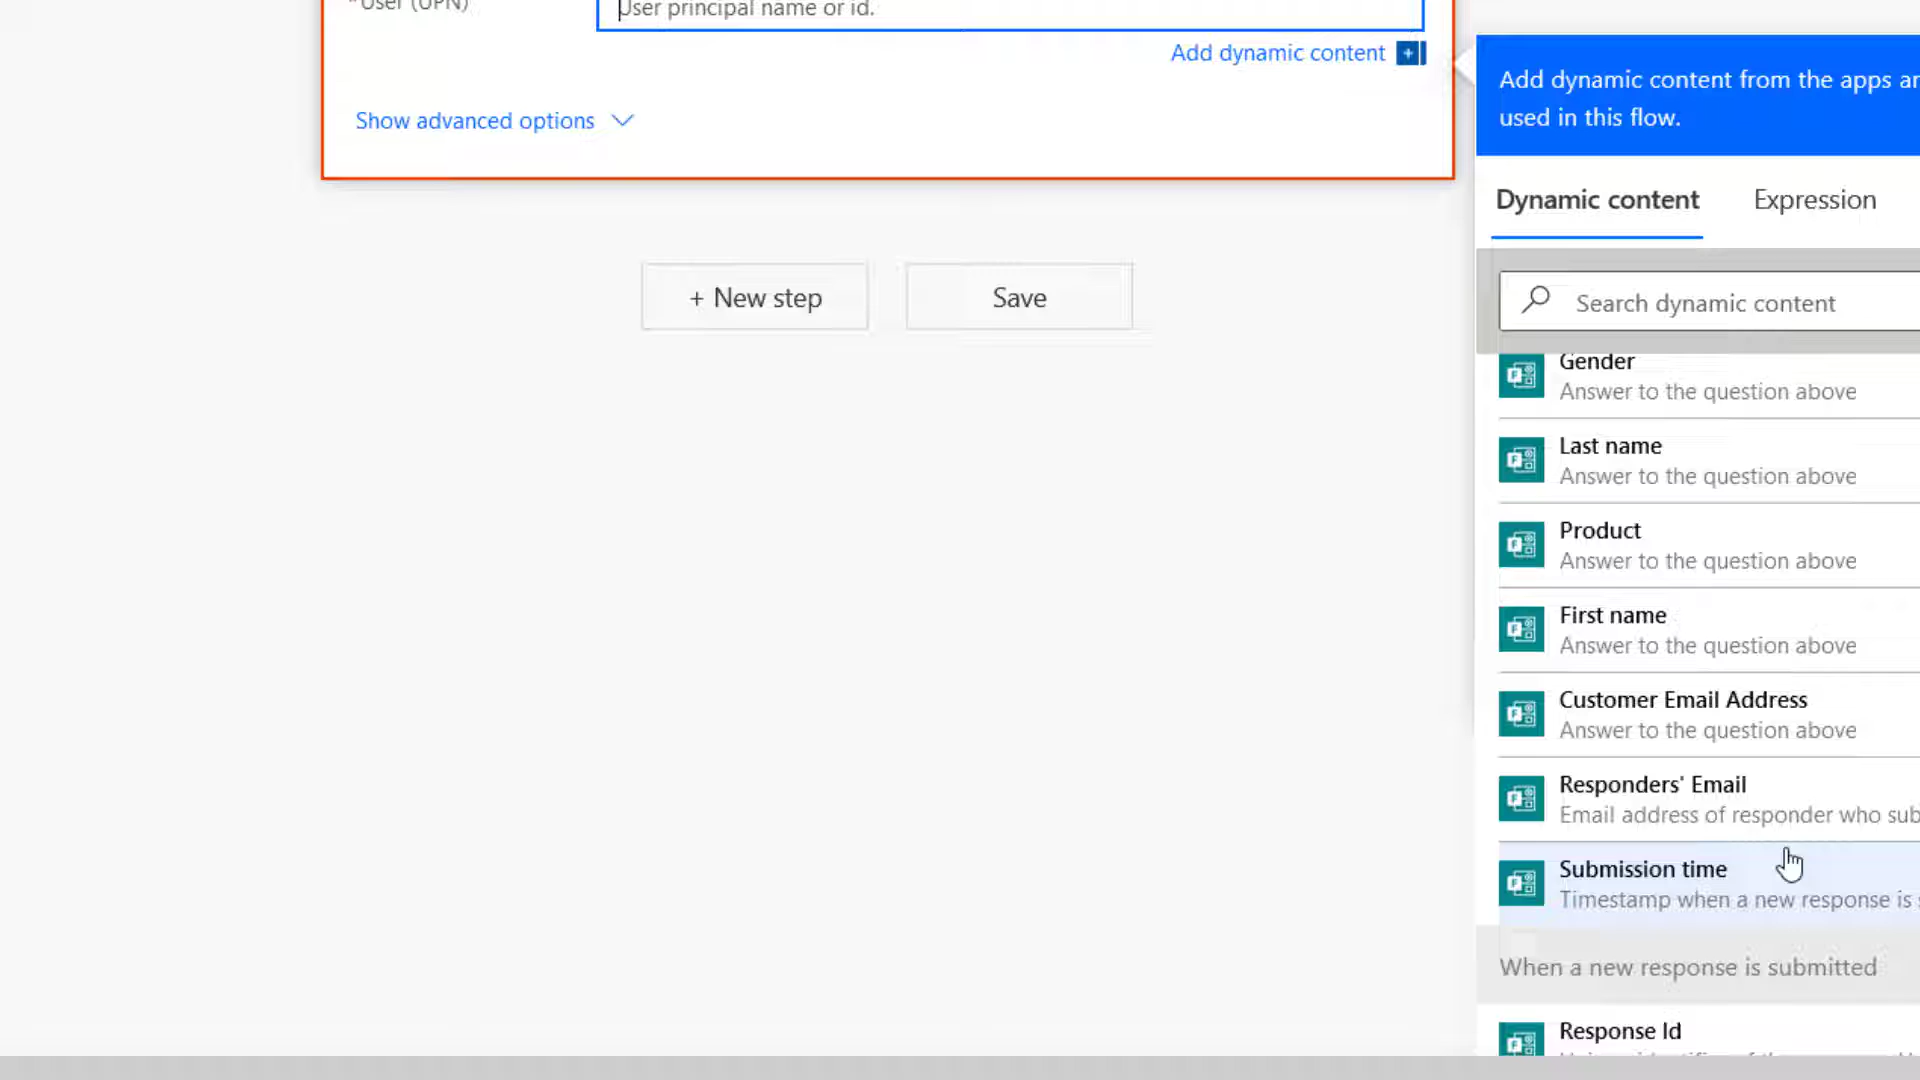 *User (UPN)
User principal name or id.
Add dynamic content
Show advanced options
+ New step
Save
Add dynamic content from the apps
used in this flow.
Dynamic content
Expression
Search dynamic content
Gender
Answer to the question above
Last name
Answer to the question above
Product
Answer to the question above
First name
Answer to the question above
Customer Email Address
Answer to the question above
Responders' Email
Email address of responder who sub
Submission time
Timestamp when a new response is
When a new response is submitted
Response Id